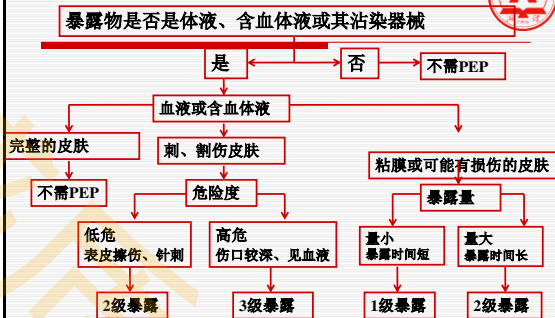 暴露物是否是体液、含血体液或其沾染器械
是
否
不需PEP
血液或含血体液
完整的皮肤
刺、割伤皮肤
粘膜或可能有损伤的皮肤
不需PEP
危险度
暴露量
低危
表皮擦伤、针刺
高危
伤口较深、见血液
量小
暴露时间短
量大
暴露时间长
2级暴露
3级暴露
1级暴露
2级暴露